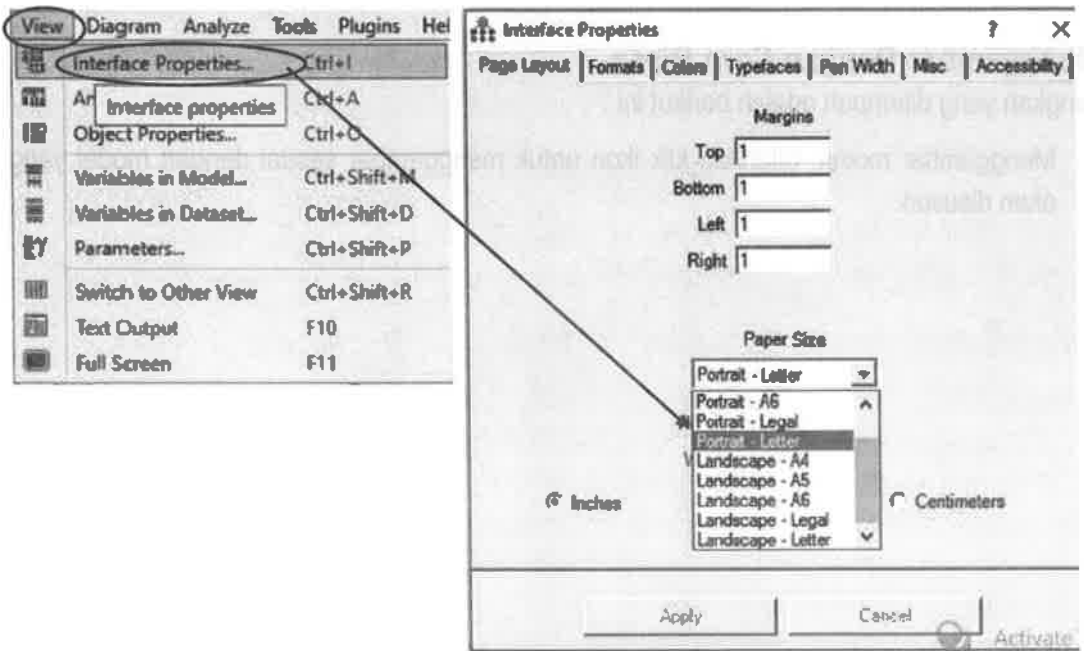 View Diagram Analyze Tools Plugins Hel
Interface Properties... Ctrl+I
Ar Ctrl+A
Interface properties
Object Properties... Ctrl+O
Variables in Model... Ctrl+Shift+M
Variables in Dataset... Ctrl+Shift+D
Parameters... Ctrl+Shift+P
Switch to Other View Ctrl+Shift+R
Text Output F10
Full Screen F11
Interface Properties ? X
Page Layout Formats Colors Typefaces Pen Width Misc Accessibility
Margins
Top 1
Bottom 1
Left 1
Right 1
Paper Size
Portrait - Letter
Portrait - A6
Portrait - Legal
Portrait - Letter
Landscape - A4
Landscape - A5
Landscape - A6
Landscape - Legal
Landscape - Letter
Inches Centimeters
Apply Cancel
Activate